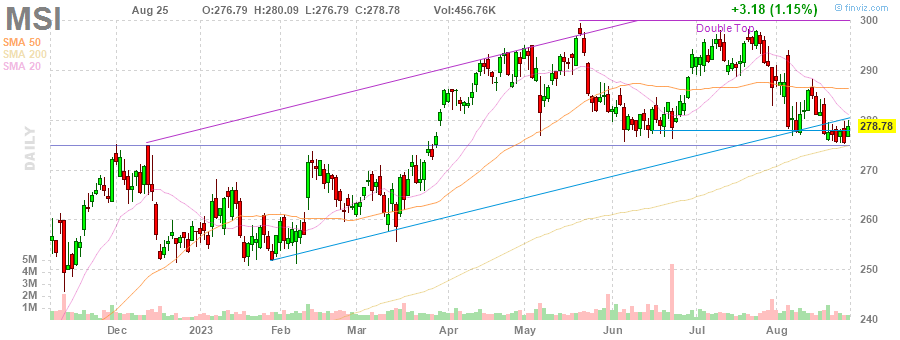 MSI Aug 25 O:276.79 H:280.09 L:276.79 C:278.78 Vol:456.76K +3.18 (1.15%) © finviz.com
SMA 50
SMA 200
SMA 20
Double Top
300
290
280
278.78
270
260
250
240
DAILY
5M
4M
3M
2M
1M
Dec 2023 Feb Mar Apr May Jun Jul Aug